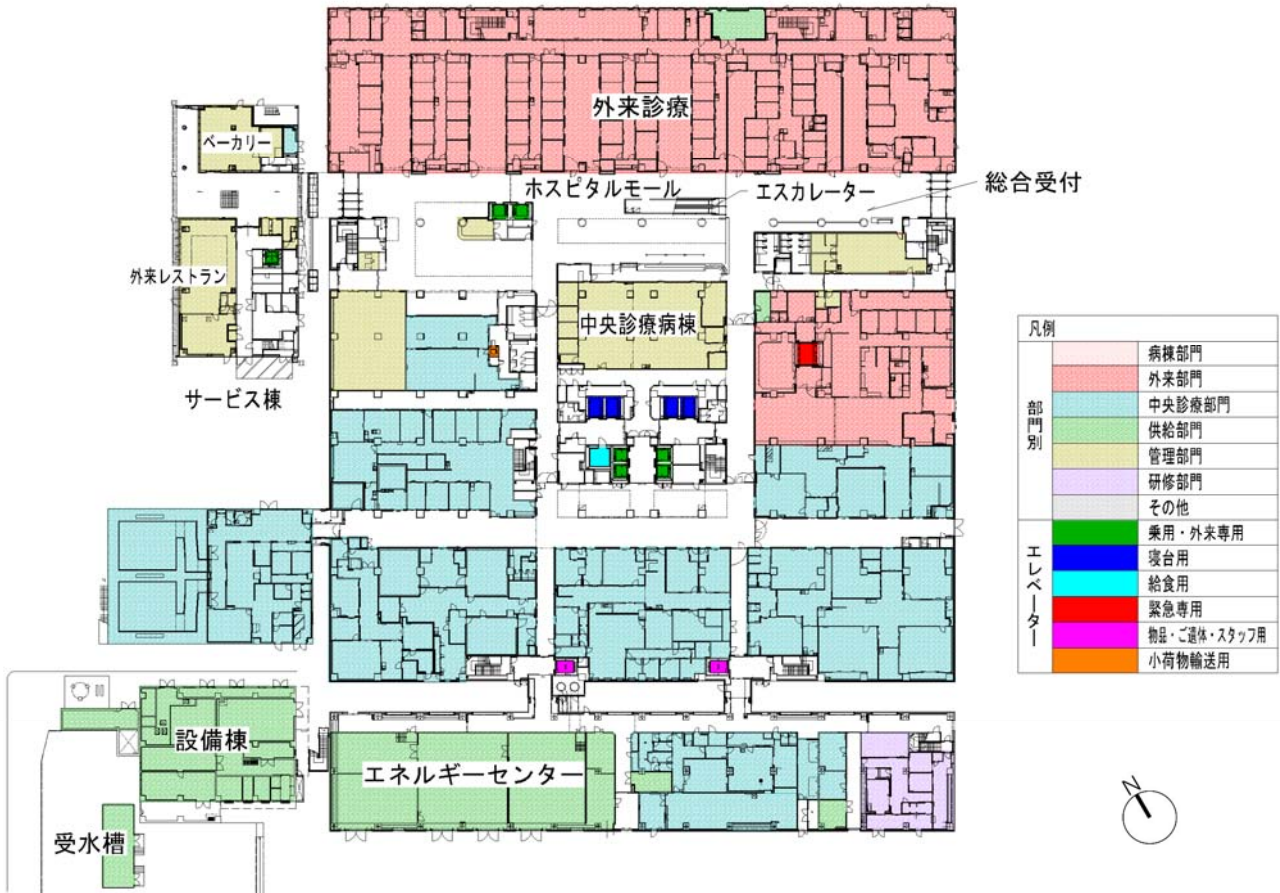 外来診療
ベーカリー
ホスピタルモール
エスカレーター
総合受付
外来レストラン
中央診療病棟
サービス棟
設備棟
エネルギーセンター
受水槽
凡例
部門別
病棟部門
外来部門
中央診療部門
供給部門
管理部門
研修部門
その他
エレベーター
乗用・外来専用
寝台用
給食用
緊急専用
物品・ご遺体・スタッフ用
小荷物輸送用
N